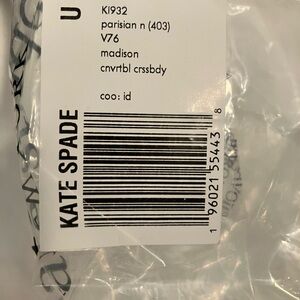 U
KI932
parisian n (403)
V76
madison
cnvrtbl crssbdy
coo: id
KATE SPADE
1 96021 55443 8